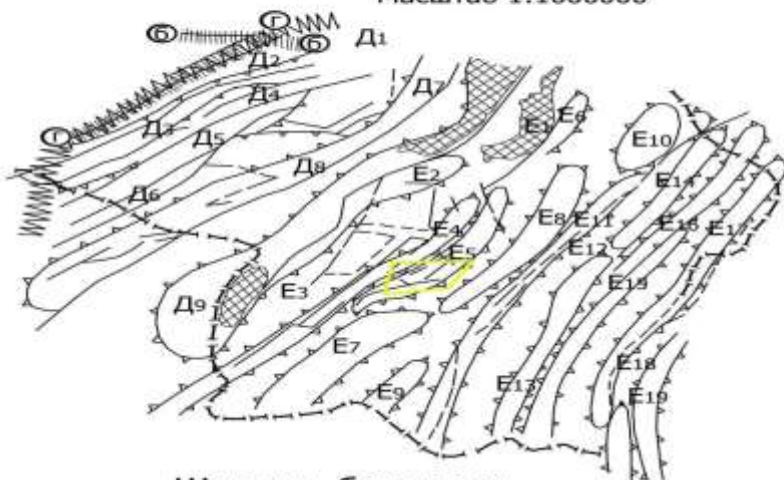 Масштаб 1:1000000
г
б
б
Д1
Д2
Д4
Д7
Д3
Д5
г
Е1
Е6
Е10
Д8
Е2
Е14
Д6
Е4
Е8
Е11
Е16
Е17
Е5
Е12
Д9
Е3
Е15
Е7
Е18
Е9
Е13
Е19